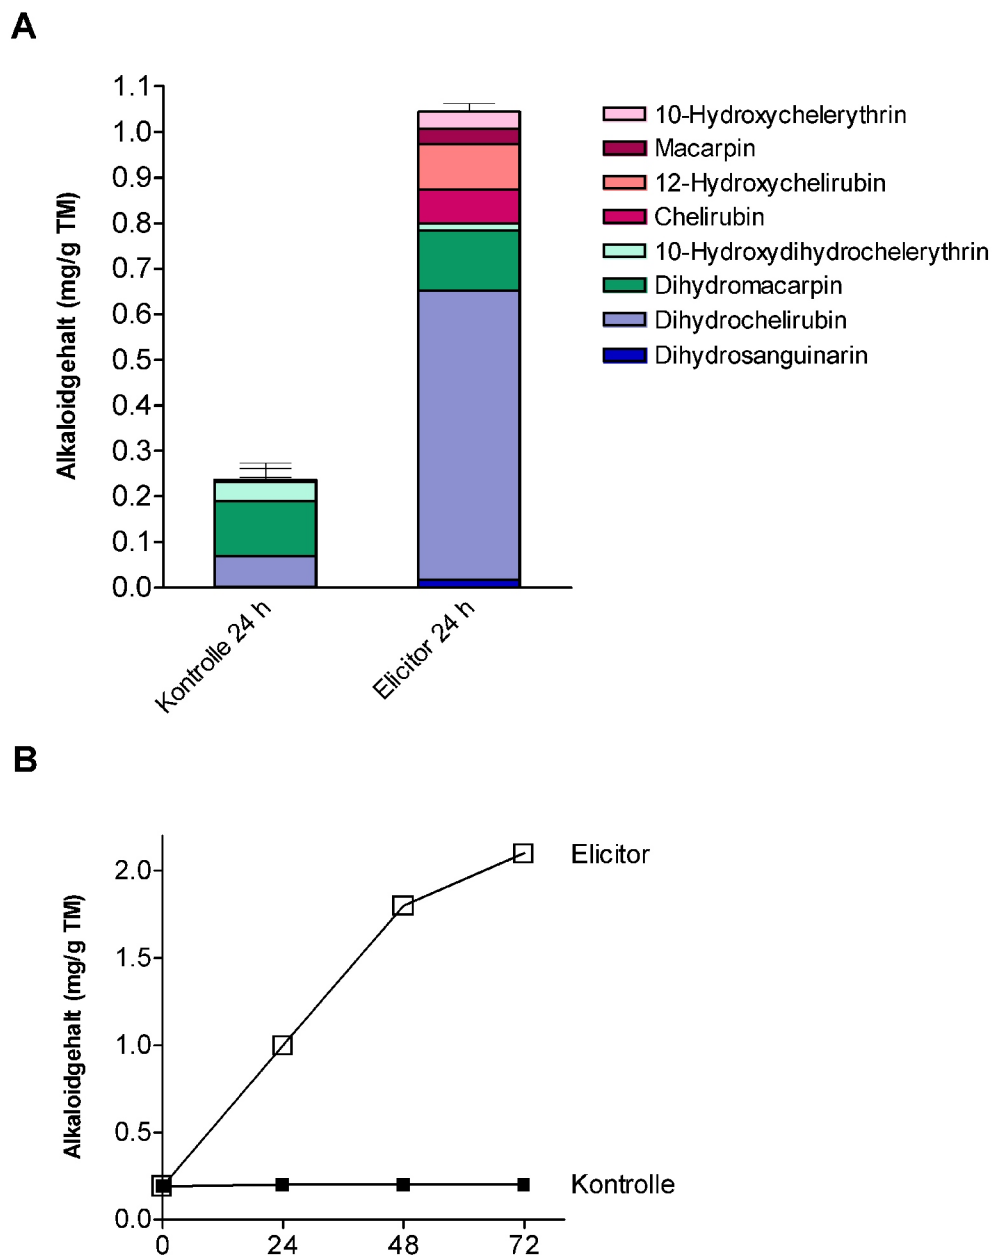 A
Alkaloidgehalt (mg/g TM)
1.1
1.0
0.9
0.8
0.7
0.6
0.5
0.4
0.3
0.2
0.1
0.0
Kontrolle 24 h
Elicitor 24 h
10-Hydroxychelerythrin
Macarpin
12-Hydroxychelirubin
Chelirubin
10-Hydroxydihydrochelerythrin
Dihydromacarpin
Dihydrochelirubin
Dihydrosanguinarin
B
Alkaloidgehalt (mg/g TM)
2.0
1.5
1.0
0.5
0.0
0 24 48 72
Elicitor
Kontrolle